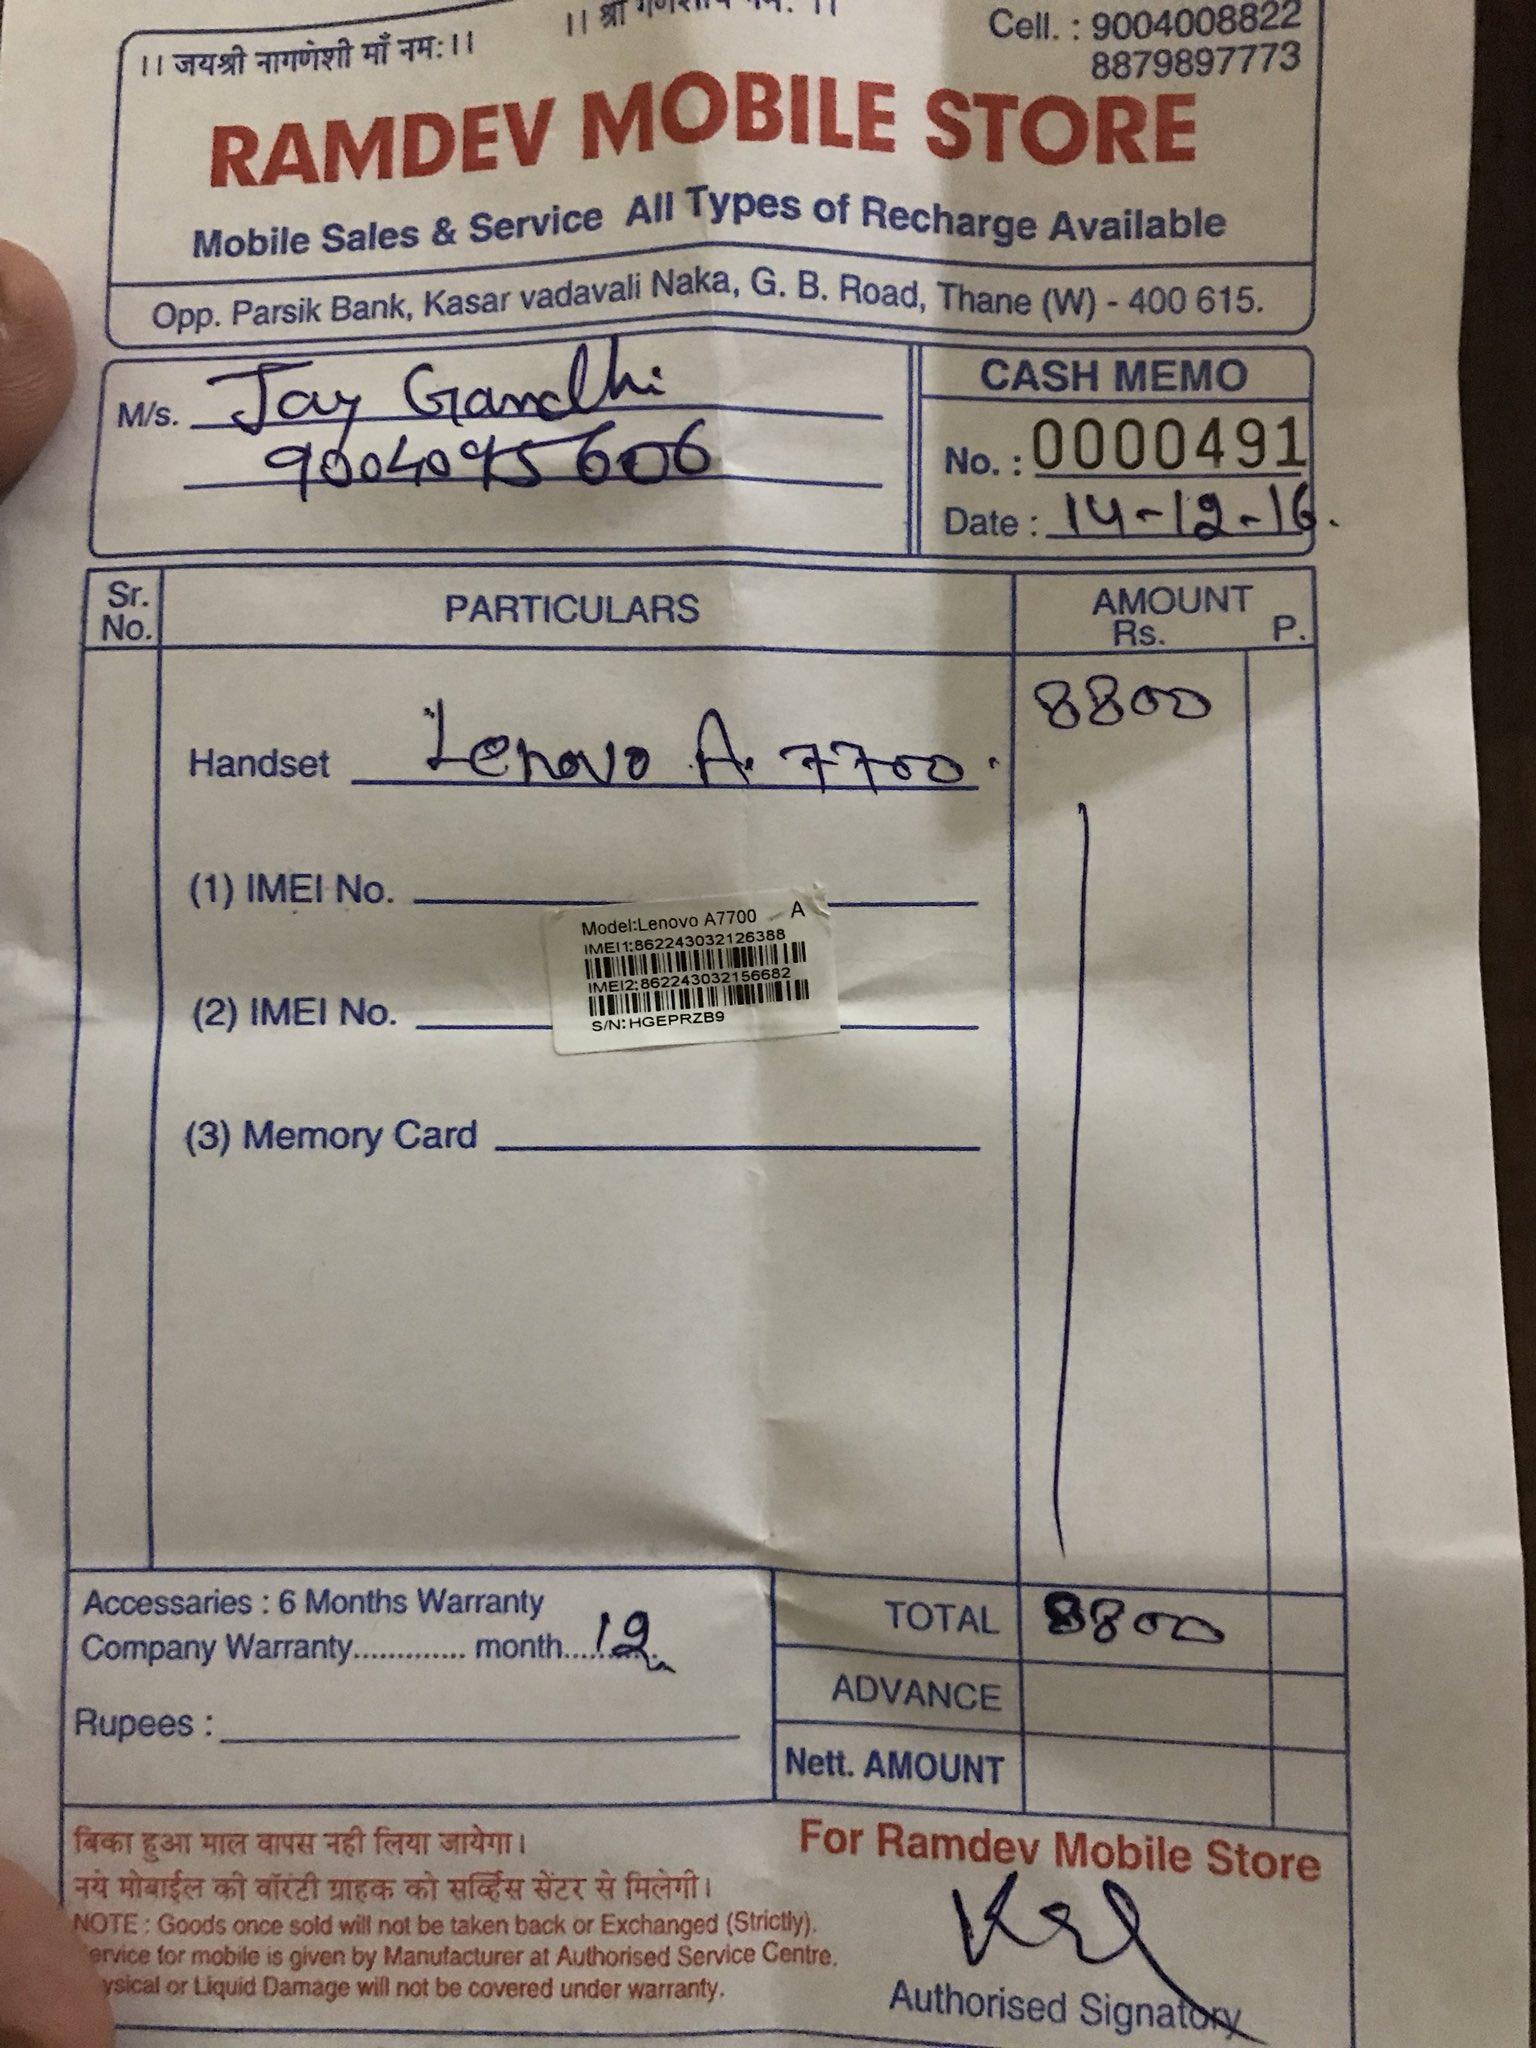 ।। श्री गणेशाय नमः ।।
Cell. : 9004008822
8879897773
।। जयश्री नागणेशी माँ नमः ।।
RAMDEV MOBILE STORE
Mobile Sales & Service All Types of Recharge Available
Opp. Parsik Bank, Kasar vadavali Naka, G. B. Road, Thane (W) - 400 615.
M/s. Jay Gandhi
9004095606
CASH MEMO
No. : 0000491
Date : 14-12-16.
Sr. No. PARTICULARS AMOUNT Rs. P.
Handset Lenovo A. 7700. 8800
(1) IMEI No.
Model:Lenovo A7700 A
IMEI1:862243032126388
IMEI2:862243032156682
S/N:HGEPRZB9
(2) IMEI No.
(3) Memory Card
Accessaries : 6 Months Warranty
Company Warranty............. month......... 12
Rupees :
TOTAL 8800
ADVANCE
Nett. AMOUNT
बिका हुआ माल वापस नही लिया जायेगा।
नये मोबाईल की वॉरंटी ग्राहक को सर्व्हिस सेंटर से मिलेगी।
NOTE : Goods once sold will not be taken back or Exchanged (Strictly).
ervice for mobile is given by Manufacturer at Authorised Service Centre.
ysical or Liquid Damage will not be covered under warranty.
For Ramdev Mobile Store
Authorised Signatory